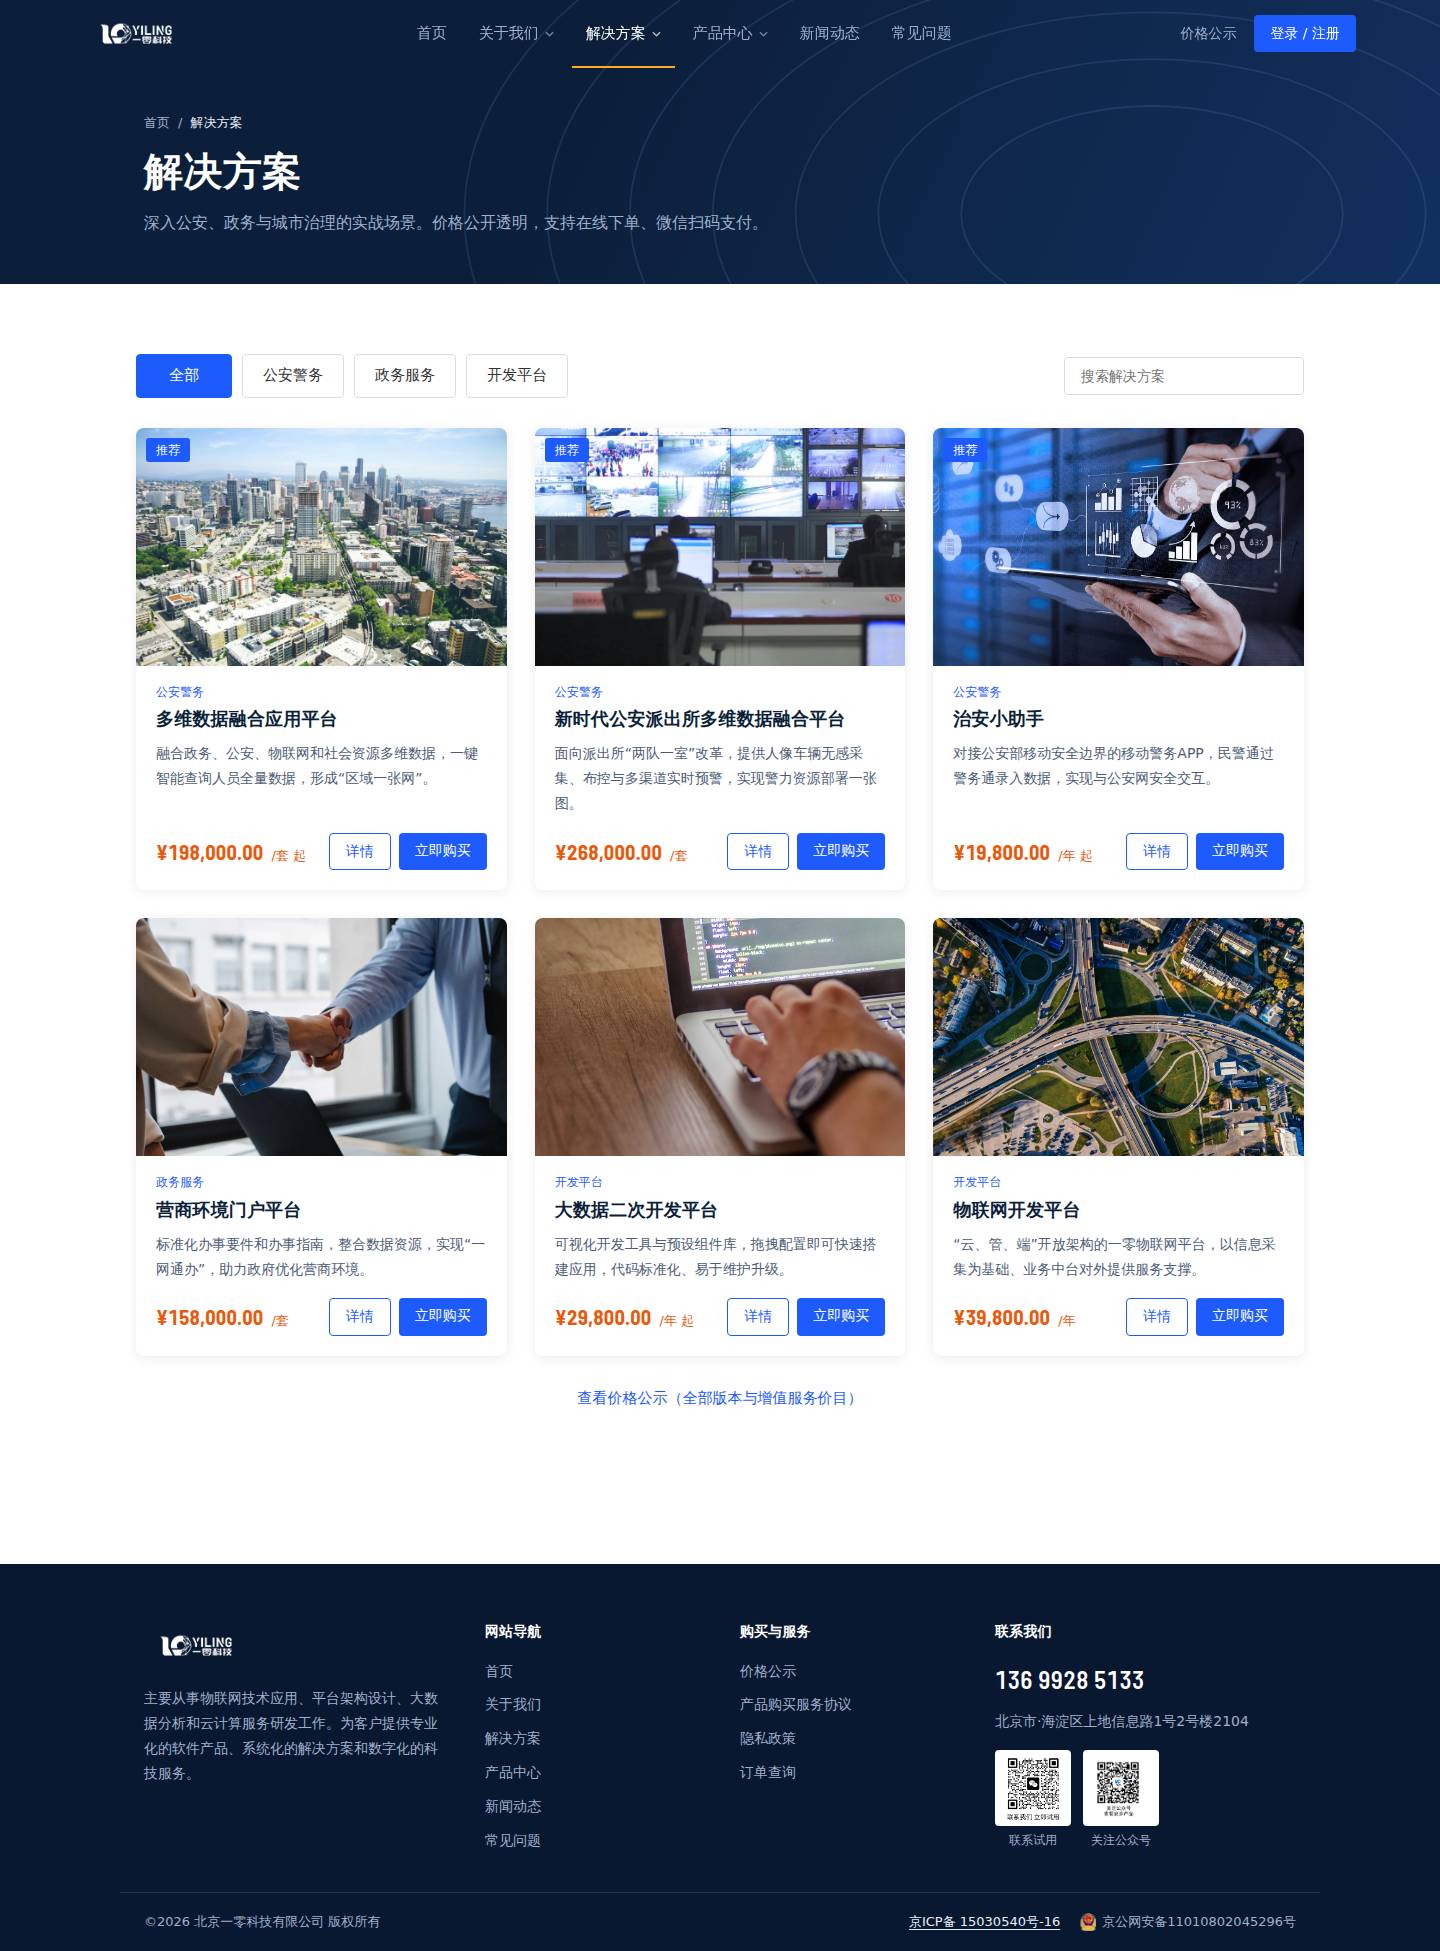 YILING
一零科技
首页
关于我们
解决方案
产品中心
新闻动态
常见问题
价格公示
登录 / 注册
首页 / 解决方案
解决方案
深入公安、政务与城市治理的实战场景。价格公开透明，支持在线下单、微信扫码支付。
全部
公安警务
政务服务
开发平台
搜索解决方案
推荐
推荐
推荐
93%
83%
公安警务
多维数据融合应用平台
融合政务、公安、物联网和社会资源多维数据，一键
智能查询人员全量数据，形成“区域一张网”。
¥198,000.00 /套 起
详情
立即购买
公安警务
新时代公安派出所多维数据融合平台
面向派出所“两队一室”改革，提供人像车辆无感采
集、布控与多渠道实时预警，实现警力资源部署一张
图。
¥268,000.00 /套
详情
立即购买
公安警务
治安小助手
对接公安部移动安全边界的移动警务APP，民警通过
警务通录入数据，实现与公安网安全交互。
¥19,800.00 /年 起
详情
立即购买
政务服务
营商环境门户平台
标准化办事要件和办事指南，整合数据资源，实现“一
网通办”，助力政府优化营商环境。
¥158,000.00 /套
详情
立即购买
开发平台
大数据二次开发平台
可视化开发工具与预设组件库，拖拽配置即可快速搭
建应用，代码标准化、易于维护升级。
¥29,800.00 /年 起
详情
立即购买
开发平台
物联网开发平台
“云、管、端”开放架构的一零物联网平台，以信息采
集为基础、业务中台对外提供服务支撑。
¥39,800.00 /年
详情
立即购买
查看价格公示（全部版本与增值服务价目）
YILING
一零科技
主要从事物联网技术应用、平台架构设计、大数
据分析和云计算服务研发工作。为客户提供专业
化的软件产品、系统化的解决方案和数字化的科
技服务。
网站导航
首页
关于我们
解决方案
产品中心
新闻动态
常见问题
购买与服务
价格公示
产品购买服务协议
隐私政策
订单查询
联系我们
136 9928 5133
北京市·海淀区上地信息路1号2号楼2104
联系我们 立即试用
关注公众号
查看更多产品
联系试用
关注公众号
©2026 北京一零科技有限公司 版权所有
京ICP备 15030540号-16
京公网安备11010802045296号